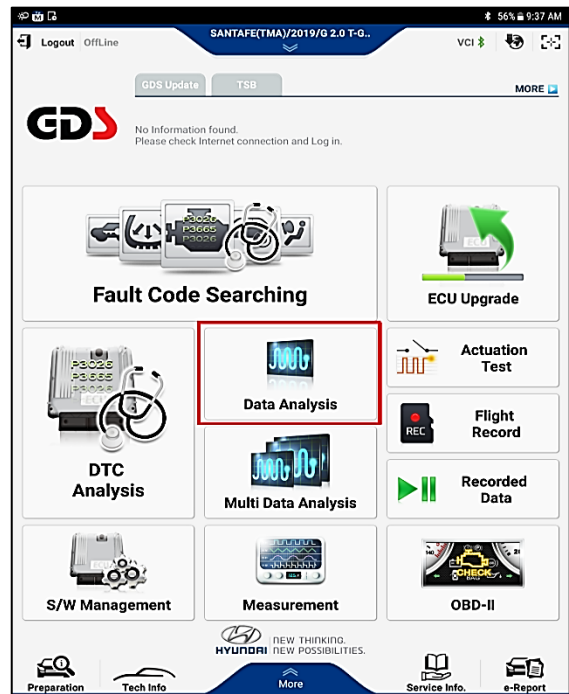 56% 9:37 AM
Logout OffLine
SANTAFE(TMA)/2019/G 2.0 T-G..
VCI
GDS Update
TSB
MORE
GDS
No Information found.
Please check Internet connection and Log in.
P3026
P3665
P3026
Fault Code Searching
ECU
ECU Upgrade
P3026
P3665
P3026
ECU
DTC
Analysis
Data Analysis
Actuation
Test
REC
Flight
Record
Multi Data Analysis
Recorded
Data
S/W Management
Measurement
CHECK
OBD-II
HYUNDAI
NEW THINKING.
NEW POSSIBILITIES.
Preparation
Tech Info
More
Service Info.
e-Report